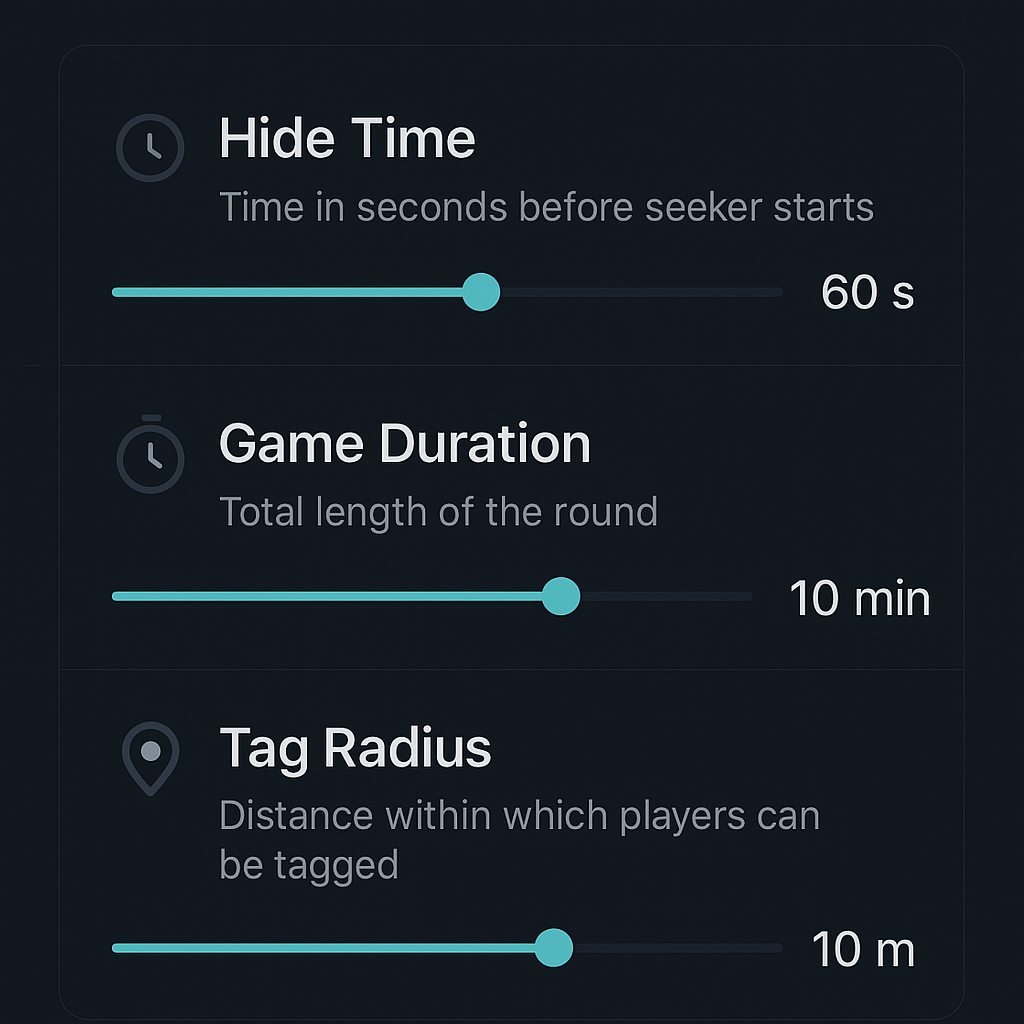 Hide Time
Time in seconds before seeker starts
60 s
Game Duration
Total length of the round
10 min
Tag Radius
Distance within which players can
be tagged
10 m